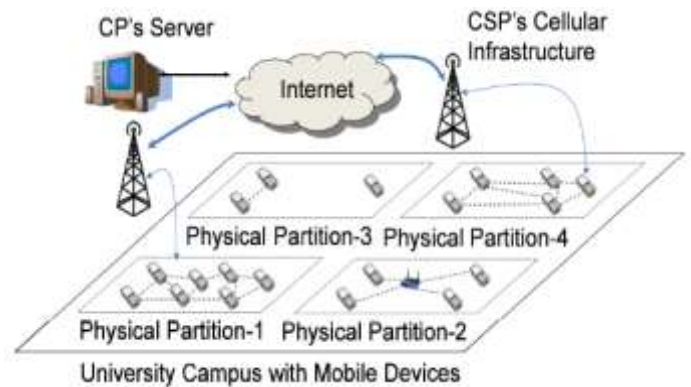 CP's Server
CSP's Cellular
Infrastructure
Internet
Physical Partition-3
Physical Partition-4
Physical Partition-1
Physical Partition-2
University Campus with Mobile Devices